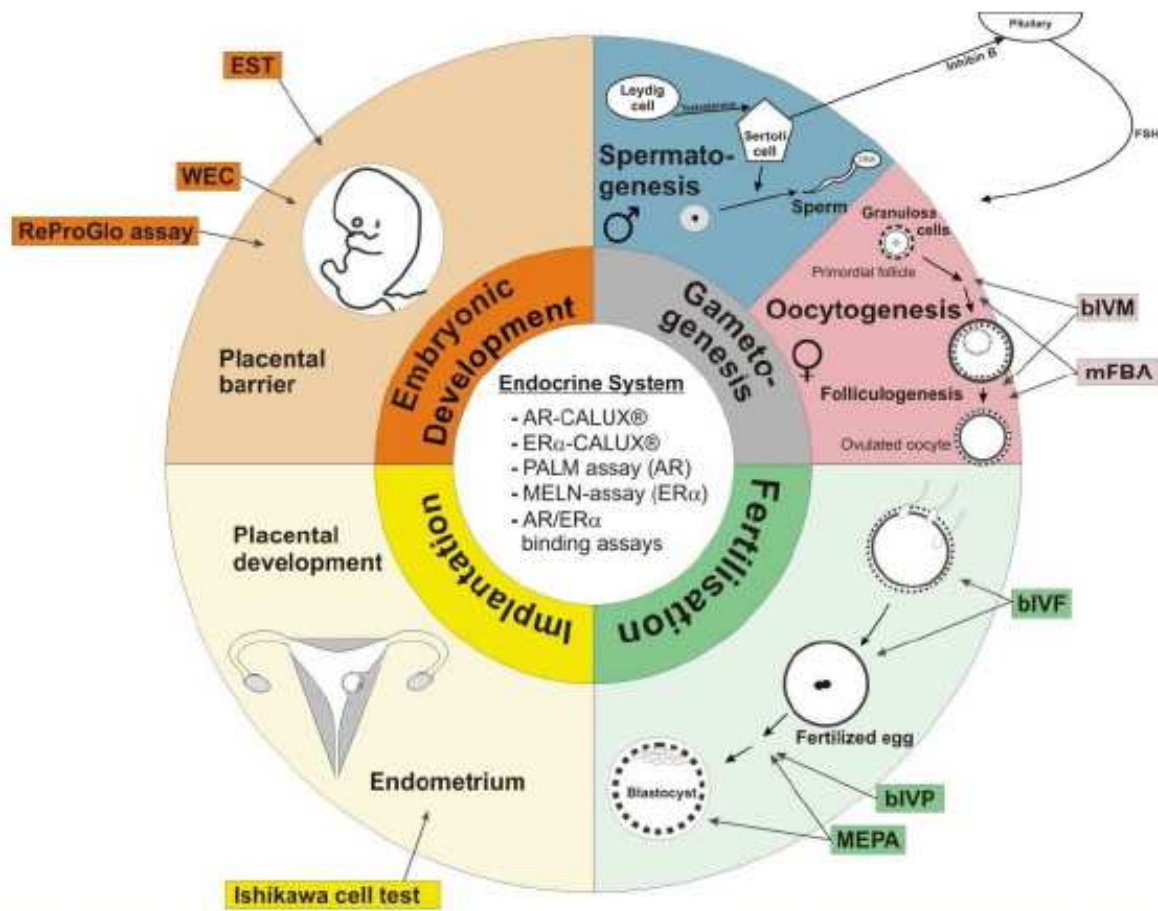 Pituitary
Inhibin B
FSH
EST
WEC
ReProGlo assay
Placental
barrier
Embryonic
Development
Leydig
cell
Testosterone
Sertoli
cell
Spermato-
genesis
DNA
Sperm
Gameto-
genesis
Granulosa
cells
Primordial follicle
Oocytogenesis
Folliculogenesis
Ovulated oocyte
bIVM
mFBA
Endocrine System
- AR-CALUX®
- ERα-CALUX®
- PALM assay (AR)
- MELN-assay (ERα)
- AR/ERα
binding assays
Placental
development
Implantation
Endometrium
Ishikawa cell test
Fertilisation
bIVF
Fertilized egg
Blastocyst
bIVP
MEPA